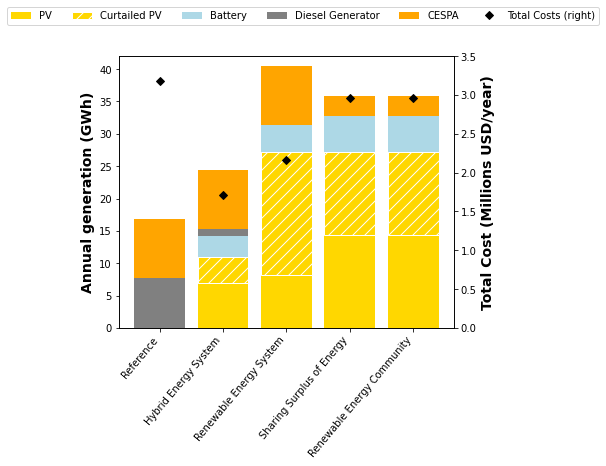 PV Curtailed PV Battery Diesel Generator CESPA Total Costs (right)
Annual generation (GWh)
40
35
30
25
20
15
10
5
0
3.5
3.0
2.5
2.0
1.5
1.0
0.5
0.0
Total Cost (Millions USD/year)
Reference
Hybrid Energy System
Renewable Energy System
Sharing Surplus of Energy
Renewable Energy Community